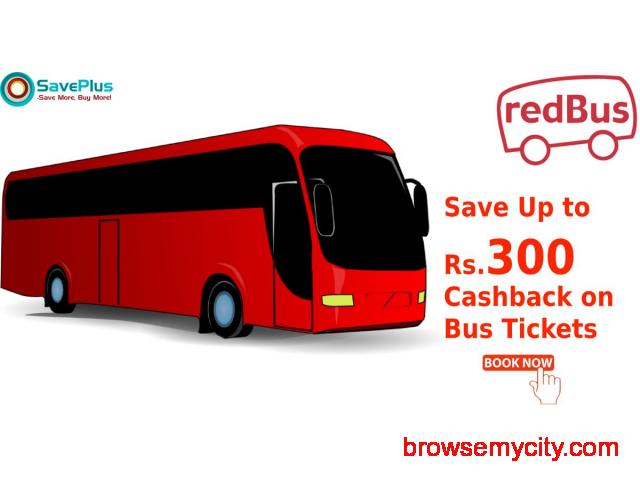 SavePlus
-Save More, Buy More!
redBus
Save Up to
Rs.300
Cashback on
Bus Tickets
BOOK NOW
browsemycity.com